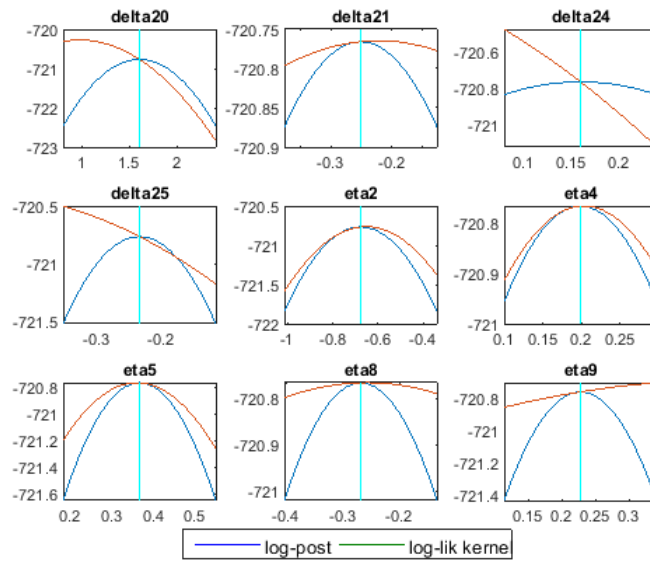 delta20 delta21 delta24
-720 -721 -722 -723
1 2
-720.75 -720.8 -720.85 -720.9
-0.3 -0.2
-720.6 -720.8 -721
0.1 0.15 0.2
delta25 eta2 eta4
-720.5 -721 -721.5
-0.3 -0.2
-720.5 -721 -721.5 -722
-1 -0.8 -0.6 -0.4
-720.8 -720.9 -721
0.1 0.15 0.2 0.25
eta5 eta8 eta9
-720.8 -721 -721.2 -721.4 -721.6
0.2 0.3 0.4 0.5
-720.8 -720.9 -721
-0.4 -0.3 -0.2
-720.8 -721 -721.2 -721.4
0.15 0.2 0.25 0.3
log-post log-lik kernel